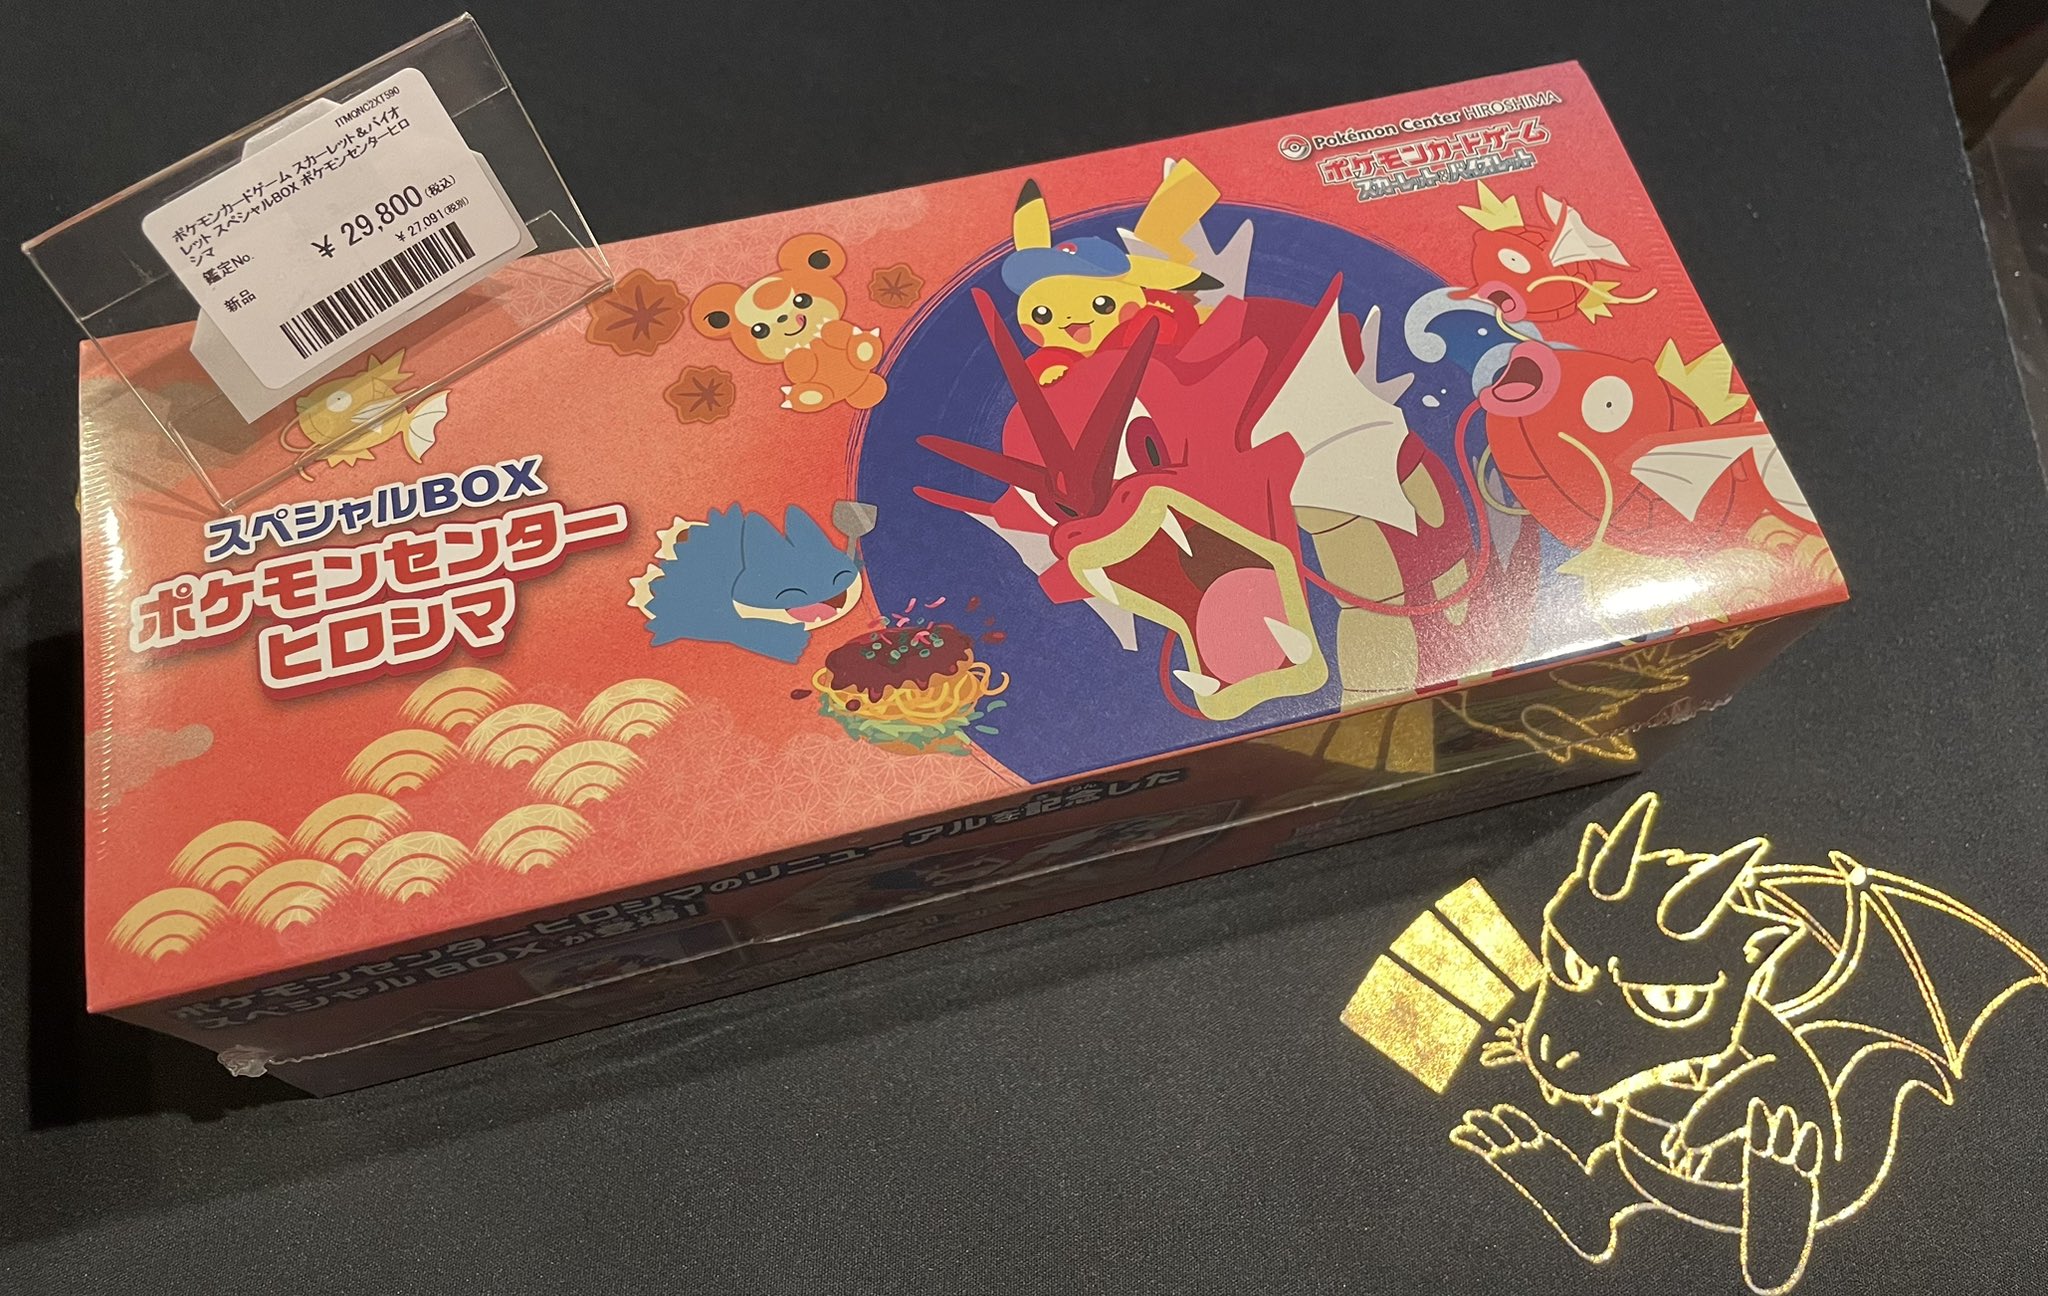 ITMQNC2XT590
ポケモンカードゲーム スカーレット＆バイオ
レット スペシャルBOX ポケモンセンターヒロ
シマ
鑑定No.
¥ 29,800(税込)
¥ 27,091(税別)
新品
Pokémon Center HIROSHIMA
ポケモンカードゲーム
スカーレット&バイオレット
スペシャルBOX
ポケモンセンター
ヒロシマ
ポケモンセンターヒロシマのリニューアルを記念した
ねん
スペシャルBOXが登場!